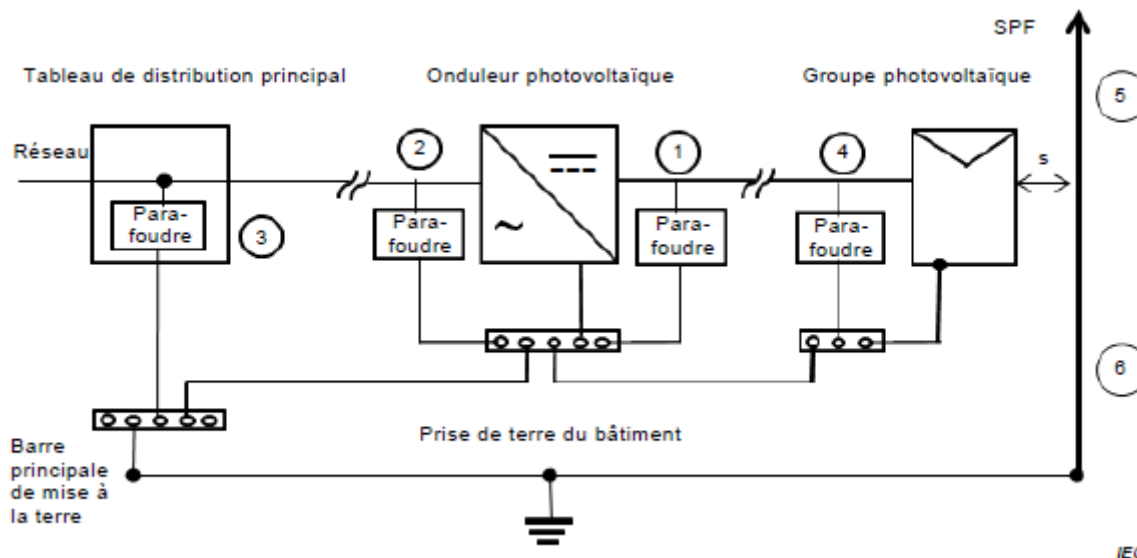 SPF
Tableau de distribution principal
Onduleur photovoltaïque
Groupe photovoltaïque
5
Réseau
2
1
4
s
Para-
foudre
3
Para-
foudre
~
Para-
foudre
Para-
foudre
6
Prise de terre du bâtiment
Barre
principale
de mise à
la terre